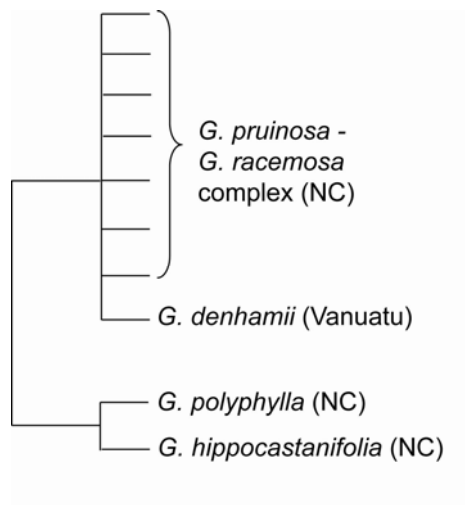 G. pruinosa -
G. racemosa
complex (NC)
G. denhamii (Vanuatu)
G. polyphylla (NC)
G. hippocastanifolia (NC)